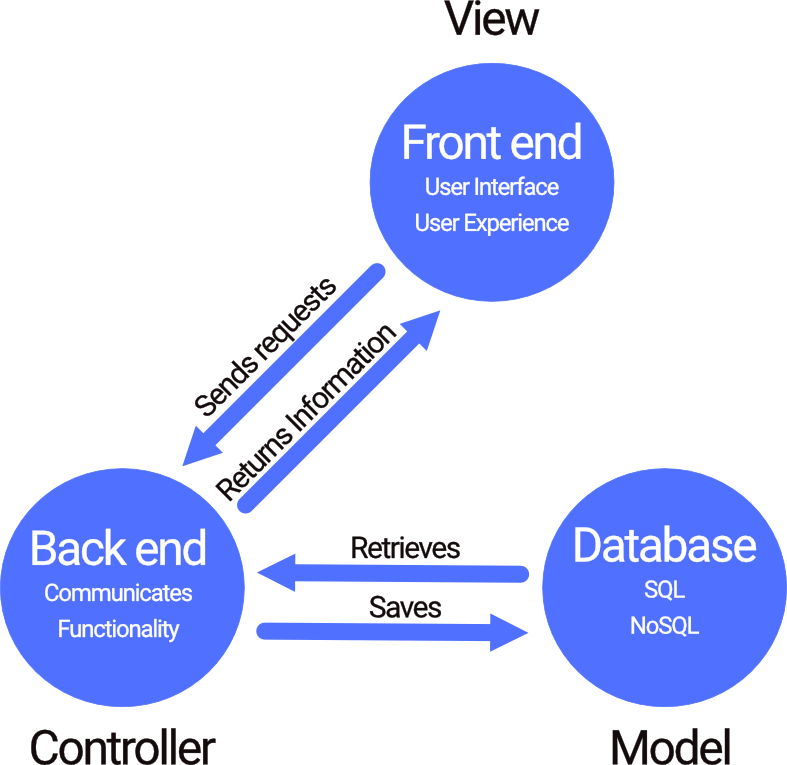 View
Front end
User Interface
User Experience
Sends requests
Returns Information
Back end
Communicates
Functionality
Retrieves
Saves
Database
SQL
NoSQL
Controller
Model